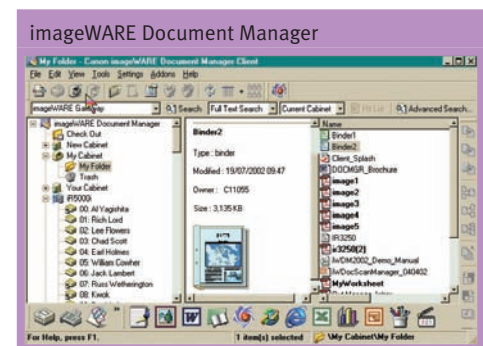 imageWARE Document Manager
My Folder - Canon imageWARE Document Manager Client
File Edit View Tools Settings Addons Help
imageWARE Gateway Search Full Text Search Current Cabinet Hit List Advanced Search...
imageWARE Document Manager
Check Out
New Cabinet
My Cabinet
My Folder
Trash
Your Cabinet
iR5000i
00: Al Yagishita
01: Rich Lord
02: Lee Flowers
03: Chad Scott
04: Earl Holmes
05: William Cowher
06: Jack Lambert
07: Russ Wetherington
08: Kwok
Binder2
Type: binder
Modified: 19/07/2002 09:47
Owner: C11055
Size: 3,135KB
Name
Binder1
Binder2
Client_Splash
DOCMGR_Brochure
image1
image2
image3
image4
image5
IR3250
ir3250(2)
IWDM2002_Demo_Manual
IWDocScanManager_040402
MyWorksheet
For Help, press F1.
1 item(s) selected
\My Cabinet\My Folder